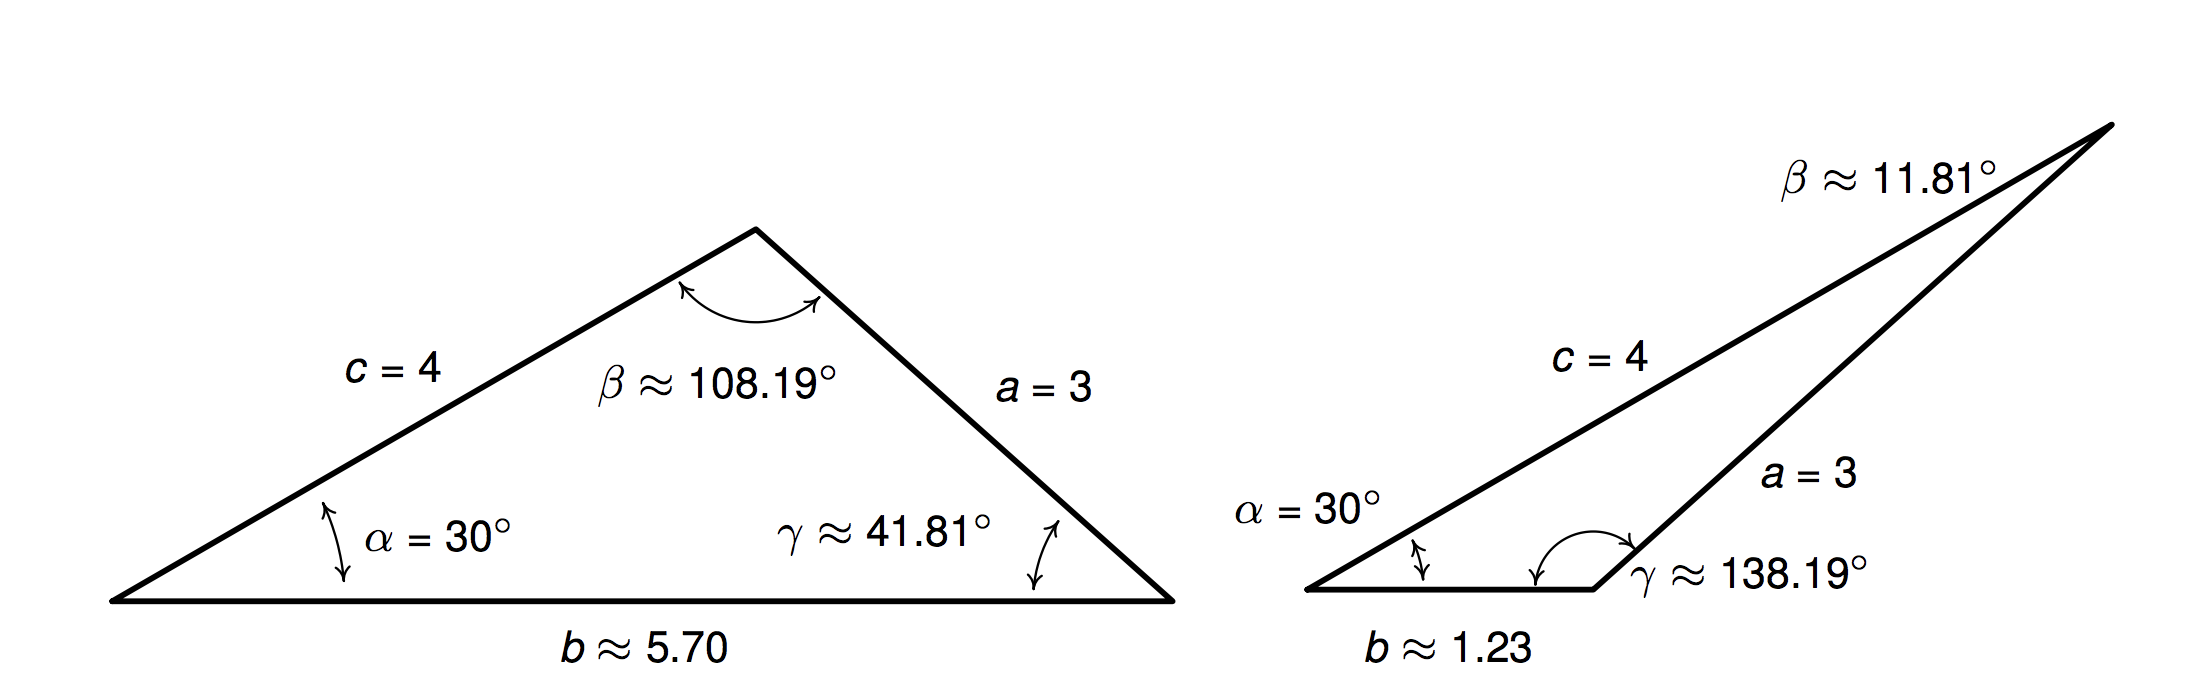 c = 4
β ≈ 108.19°
a = 3
α = 30°
γ ≈ 41.81°
b ≈ 5.70
β ≈ 11.81°
c = 4
a = 3
α = 30°
γ ≈ 138.19°
b ≈ 1.23